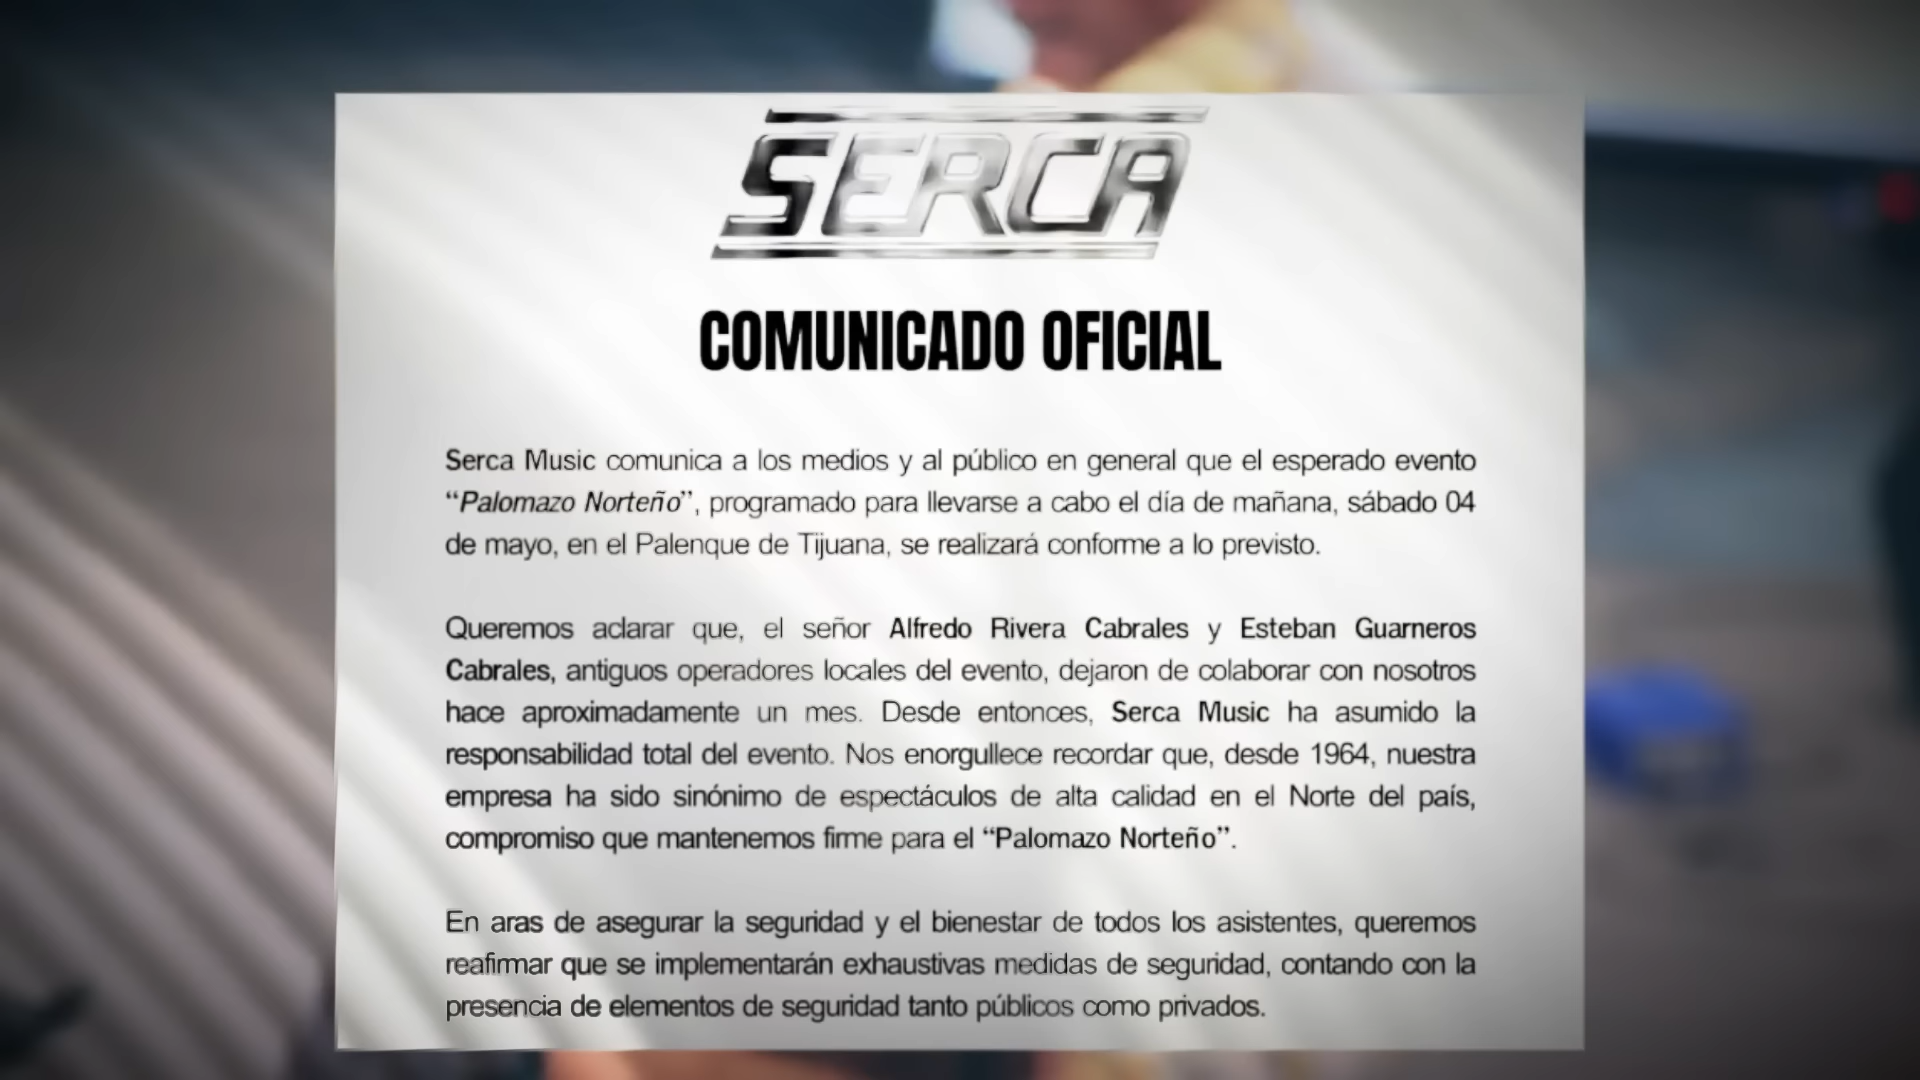 SERCA
COMUNICADO OFICIAL
Serca Music comunica a los medios y al público en general que el esperado evento
“Palomazo Norteño”, programado para llevarse a cabo el día de mañana, sábado 04
de mayo, en el Palenque de Tijuana, se realizará conforme a lo previsto.
Queremos aclarar que, el señor Alfredo Rivera Cabrales y Esteban Guarneros
Cabrales, antiguos operadores locales del evento, dejaron de colaborar con nosotros
hace aproximadamente un mes. Desde entonces, Serca Music ha asumido la
responsabilidad total del evento. Nos enorgullece recordar que, desde 1964, nuestra
empresa ha sido sinónimo de espectáculos de alta calidad en el Norte del país,
compromiso que mantenemos firme para el “Palomazo Norteño”.
En aras de asegurar la seguridad y el bienestar de todos los asistentes, queremos
reafirmar que se implementarán exhaustivas medidas de seguridad, contando con la
presencia de elementos de seguridad tanto públicos como privados.